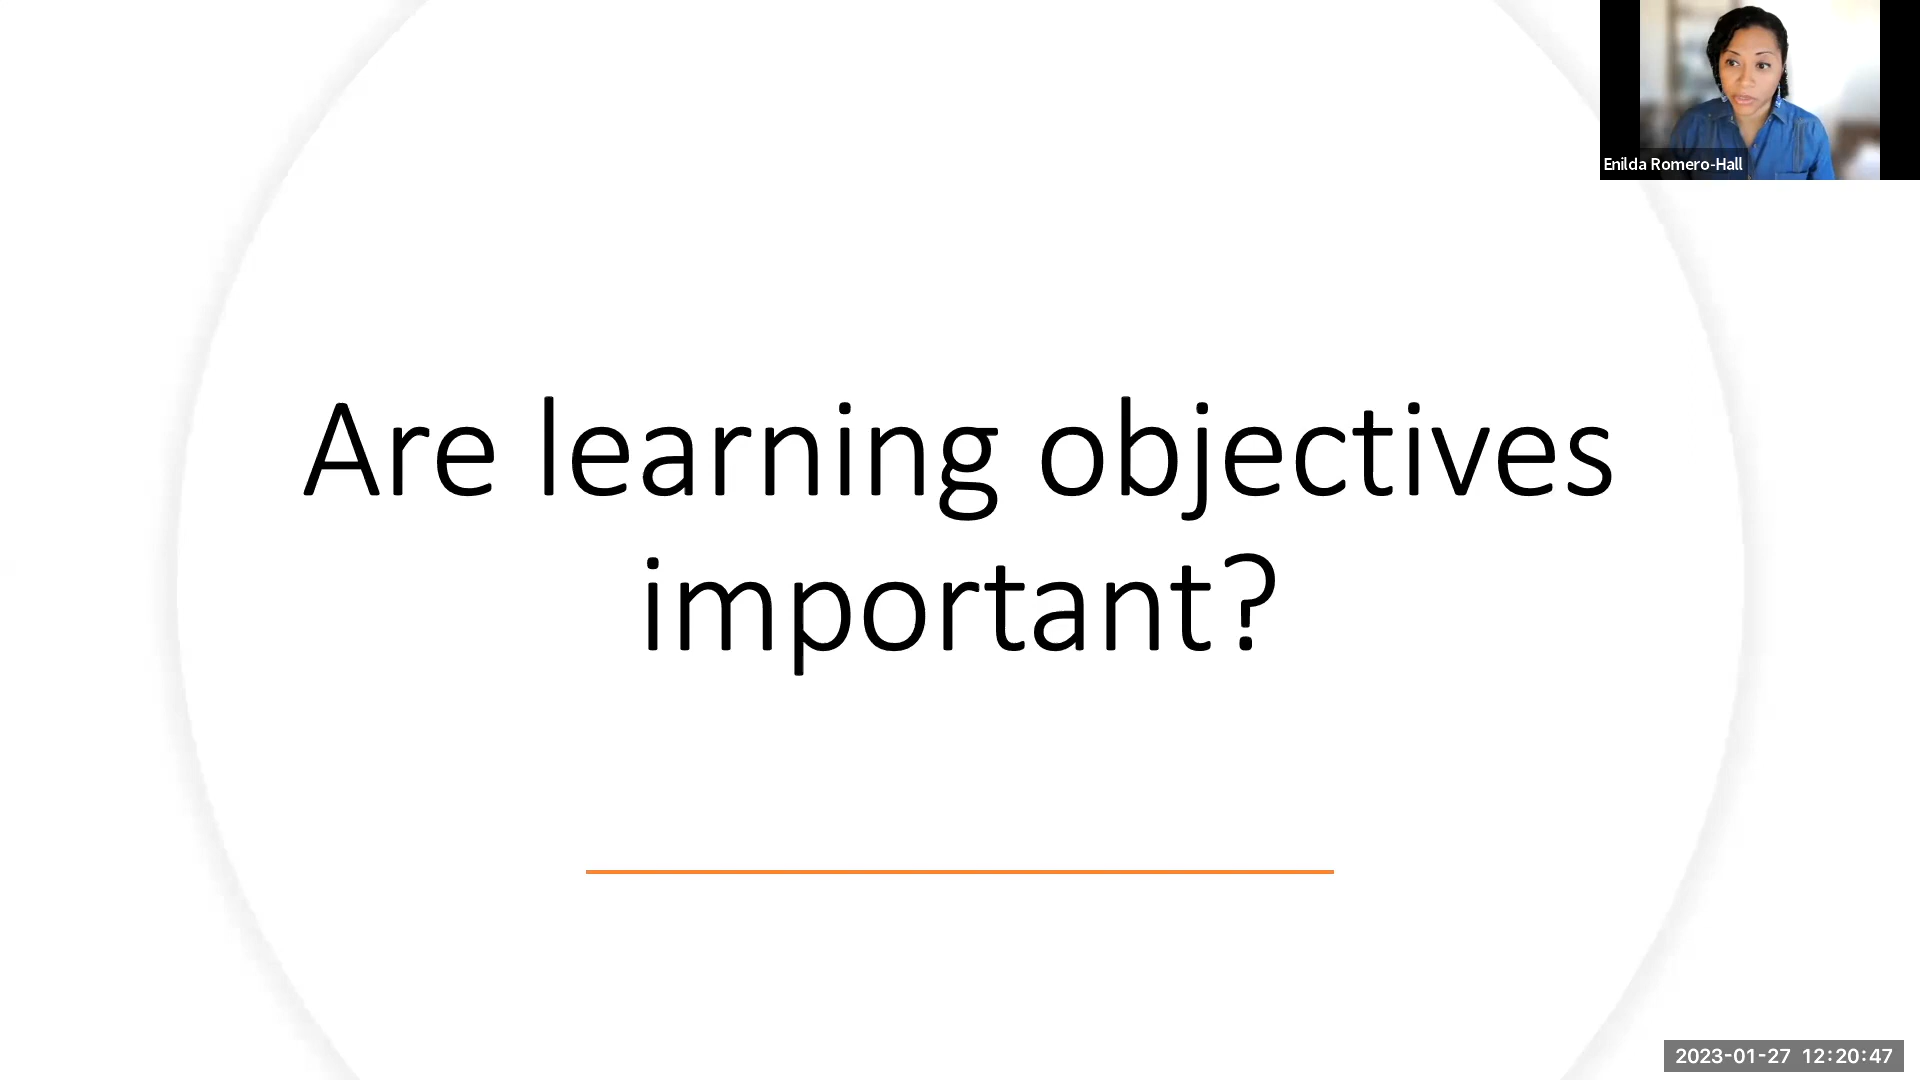 Enilda Romero-Hall
Are learning objectives
important?
2023-01-27 12:20:47